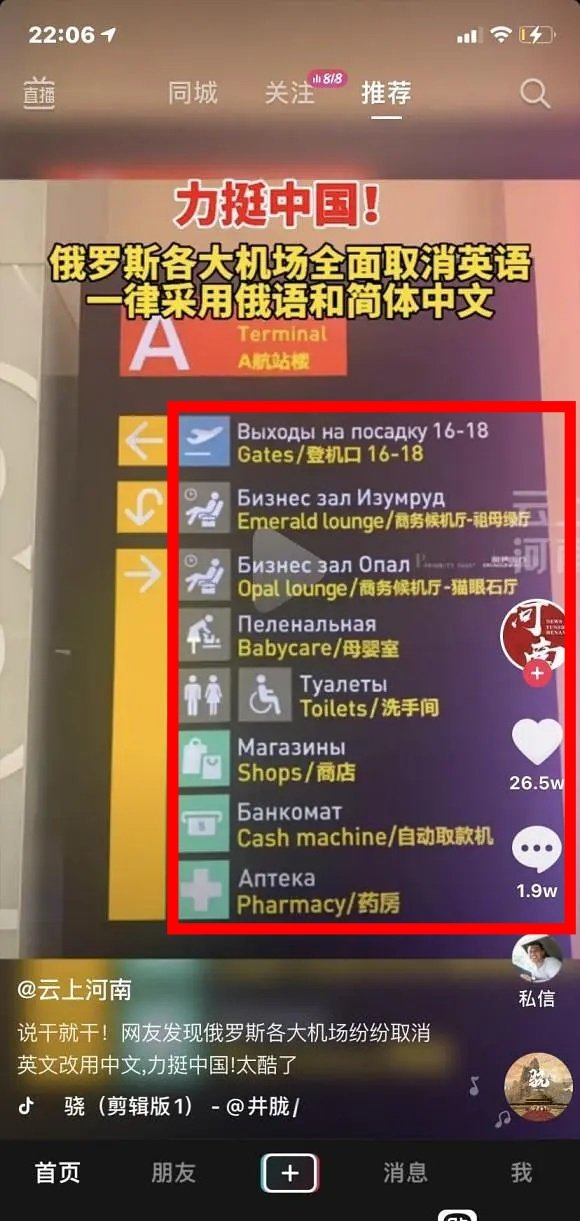 22:06
直播
同城
关注
8/8
推荐
力挺中国！
俄罗斯各大机场全面取消英语
一律采用俄语和简体中文
A
Terminal
A航站楼
Выходы на посадку 16-18
Gates/登机口 16-18
Бизнес зал Изумруд
Emerald lounge/商务候机厅-祖母绿厅
Бизнес зал Опал
Opal lounge/商务候机厅-猫眼石厅
Пеленальная
Babycare/母婴室
Туалеты
Toilets/洗手间
Магазины
Shops/商店
Банкомат
Cash machine/自动取款机
Аптека
Pharmacy/药房
河南
26.5w
1.9w
私信
@云上河南
说干就干！网友发现俄罗斯各大机场纷纷取消
英文改用中文,力挺中国!太酷了
骁（剪辑版1） - @井胧/
骁
首页
朋友
消息
我